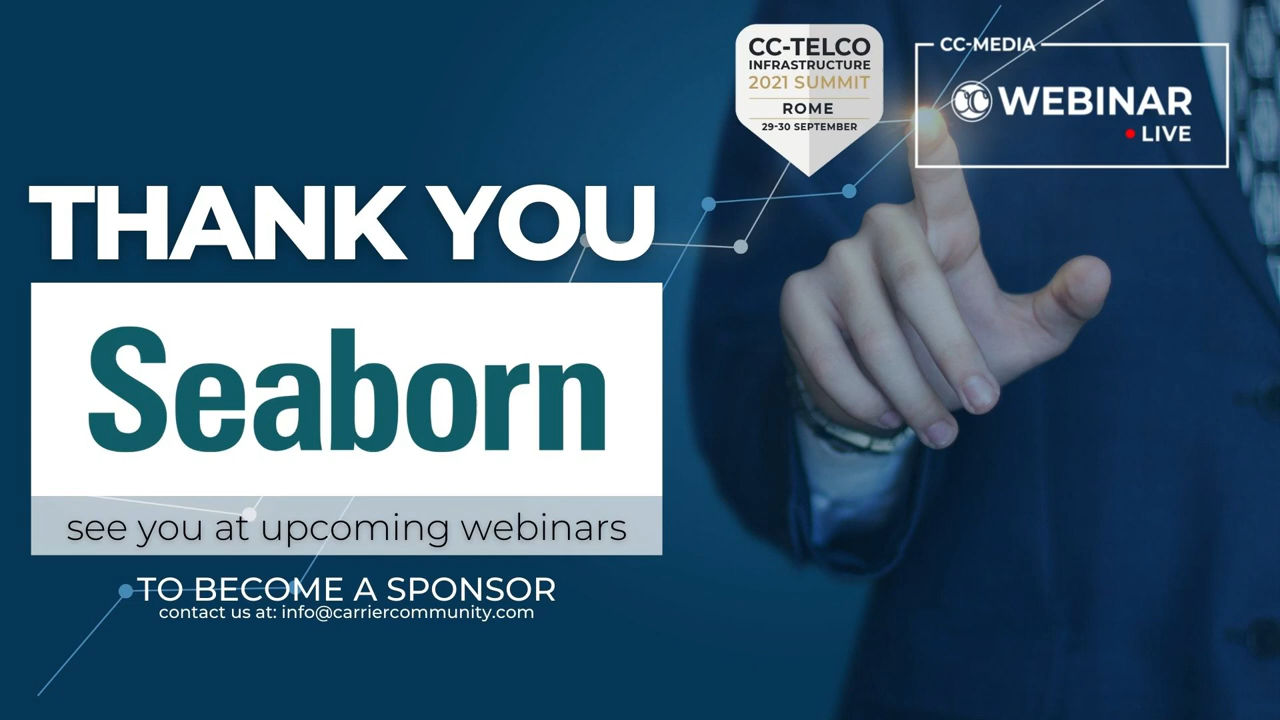 CC-TELCO
INFRASTRUCTURE
2021 SUMMIT
ROME
29-30 SEPTEMBER
CC-MEDIA
CC WEBINAR
LIVE
THANK YOU
Seaborn
see you at upcoming webinars
TO BECOME A SPONSOR
contact us at: info@carriercommunity.com